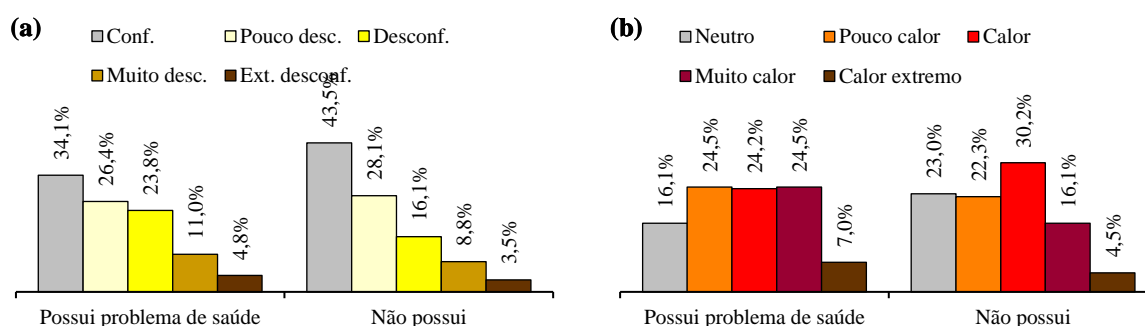 (a)
Conf. Pouco desc. Desconf.
Muito desc. Ext. desconf.
34,1% 26,4% 23,8% 11,0% 4,8%
43,5% 28,1% 16,1% 8,8% 3,5%
Possui problema de saúde Não possui
(b)
Neutro Pouco calor Calor
Muito calor Calor extremo
16,1% 24,5% 24,2% 24,5% 7,0%
23,0% 22,3% 30,2% 16,1% 4,5%
Possui problema de saúde Não possui